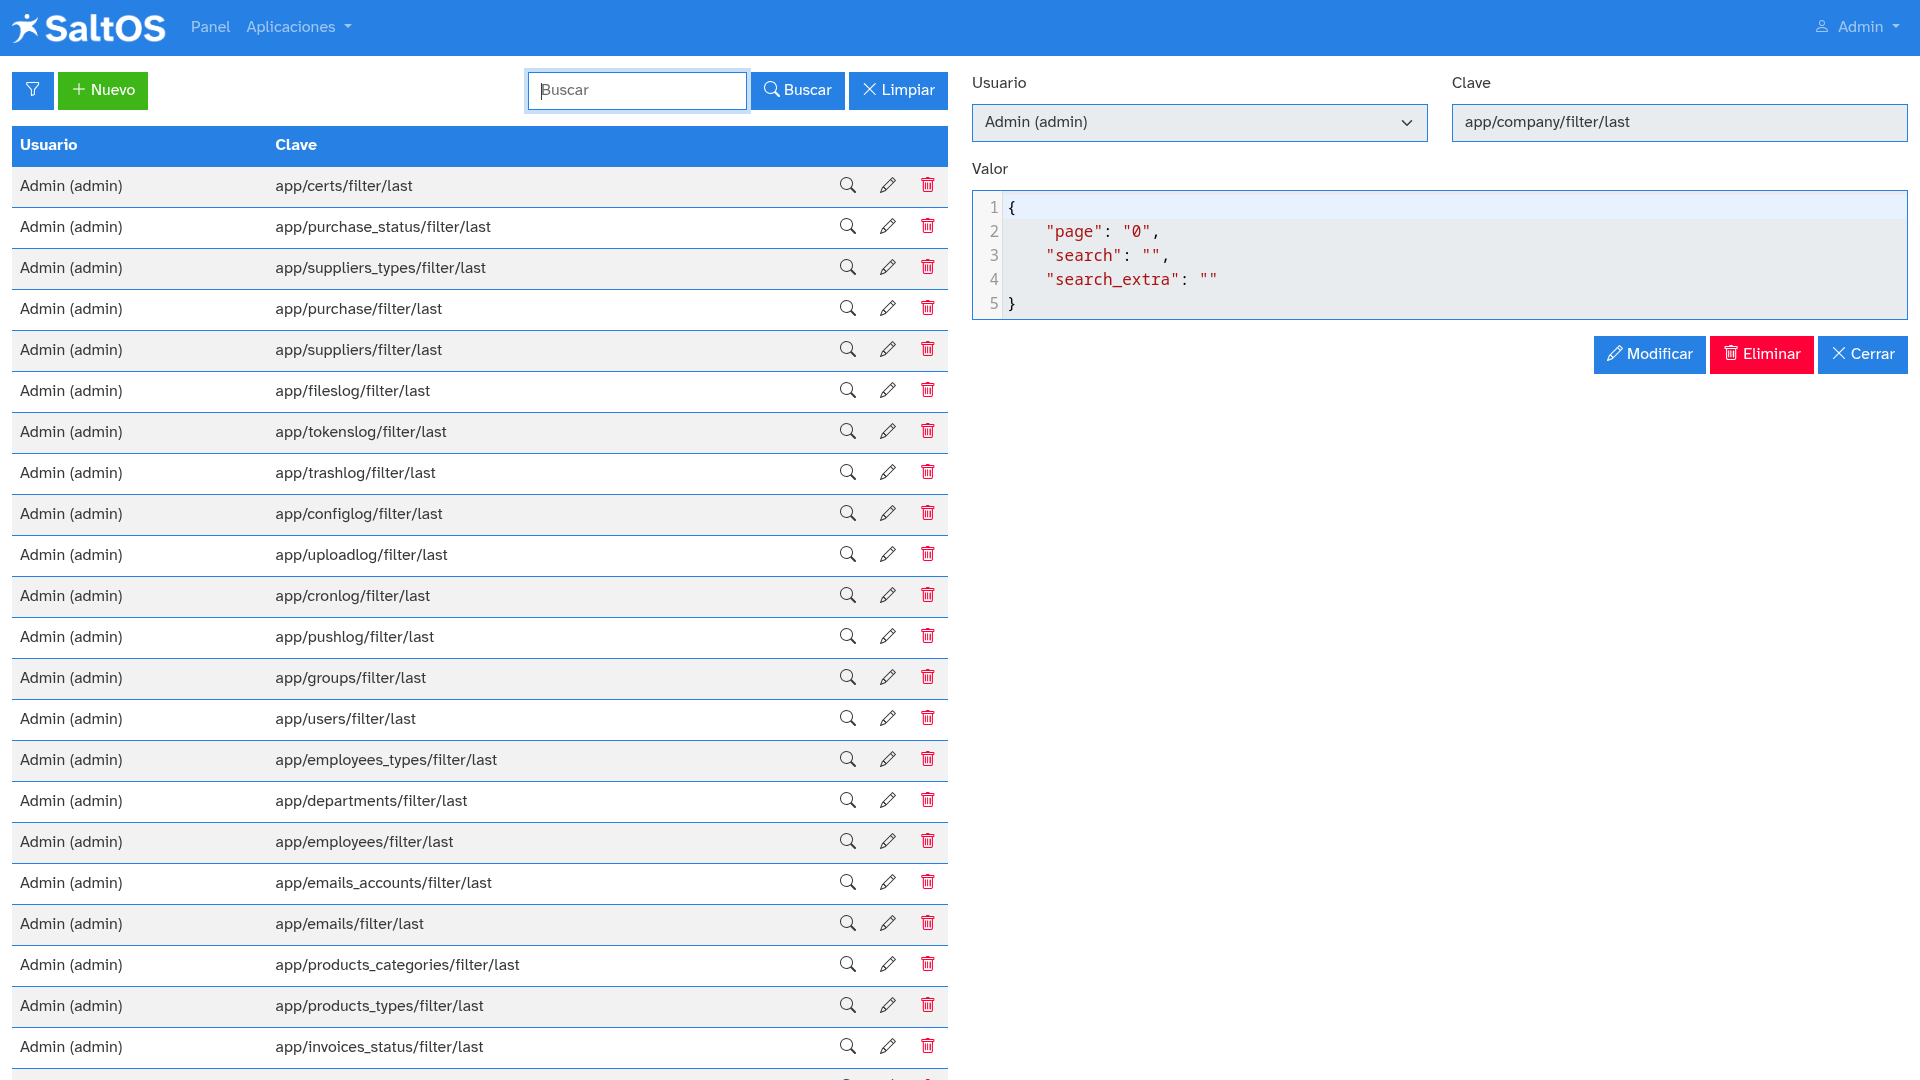 SaltOS Panel Aplicaciones Admin
Nuevo Buscar Buscar Limpiar
Usuario Clave
Admin (admin) app/certs/filter/last
Admin (admin) app/purchase_status/filter/last
Admin (admin) app/suppliers_types/filter/last
Admin (admin) app/purchase/filter/last
Admin (admin) app/suppliers/filter/last
Admin (admin) app/fileslog/filter/last
Admin (admin) app/tokenslog/filter/last
Admin (admin) app/trashlog/filter/last
Admin (admin) app/configlog/filter/last
Admin (admin) app/uploadlog/filter/last
Admin (admin) app/cronlog/filter/last
Admin (admin) app/pushlog/filter/last
Admin (admin) app/groups/filter/last
Admin (admin) app/users/filter/last
Admin (admin) app/employees_types/filter/last
Admin (admin) app/departments/filter/last
Admin (admin) app/employees/filter/last
Admin (admin) app/emails_accounts/filter/last
Admin (admin) app/emails/filter/last
Admin (admin) app/products_categories/filter/last
Admin (admin) app/products_types/filter/last
Admin (admin) app/invoices_status/filter/last
Usuario Clave
Admin (admin) app/company/filter/last
Valor
1 {
2     "page": "0",
3     "search": "",
4     "search_extra": ""
5 }
Modificar Eliminar Cerrar